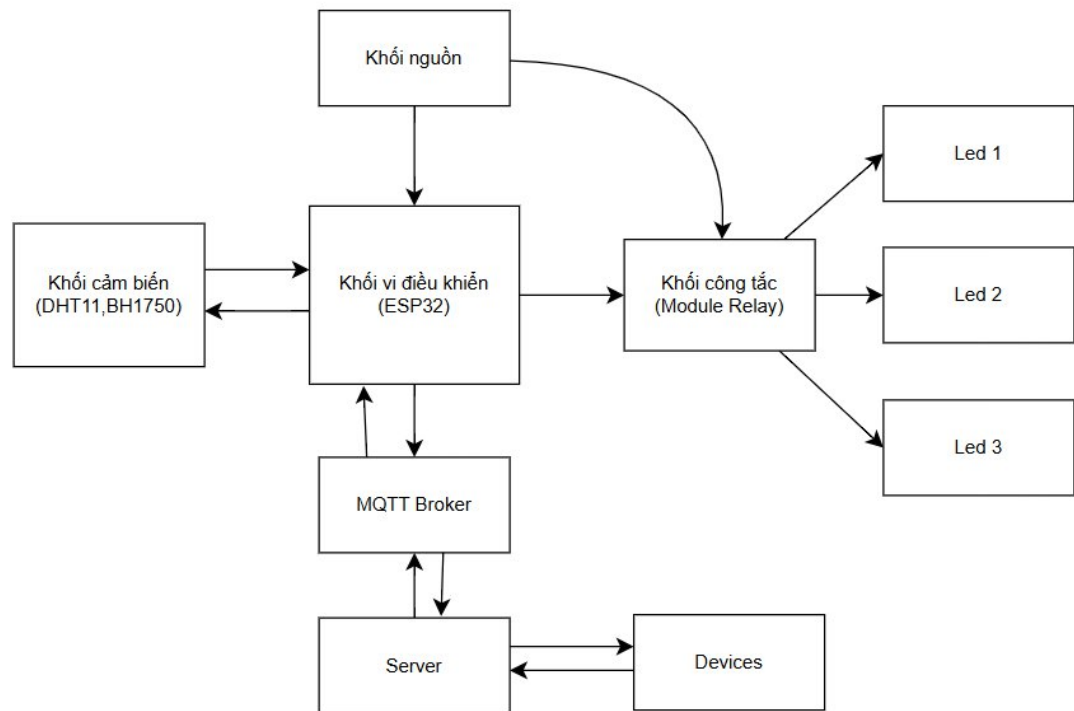 Khối nguồn
Led 1
Khối cảm biến
(DHT11,BH1750)
Khối vi điều khiển
(ESP32)
Khối công tắc
(Module Relay)
Led 2
Led 3
MQTT Broker
Server
Devices